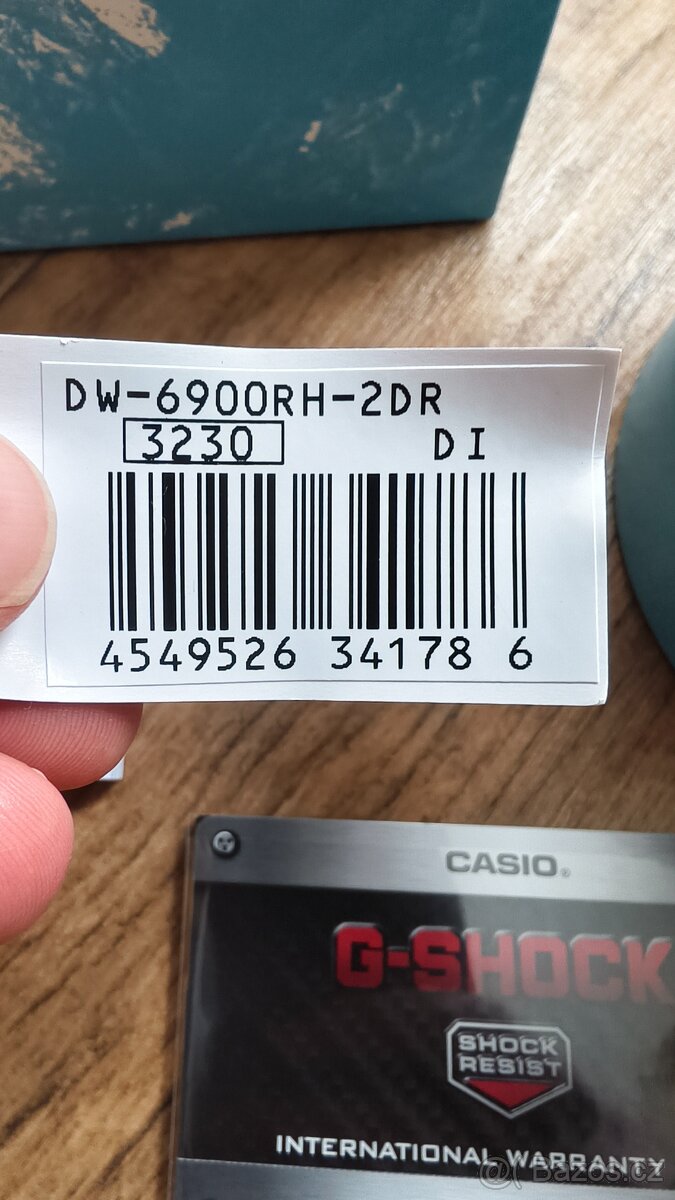 DW-6900RH-2DR
3230 DI
4549526 34178 6
CASIO®
G-SHOCK
SHOCK
RESIST
INTERNATIONAL WARRANTY
@ Bazos.cz